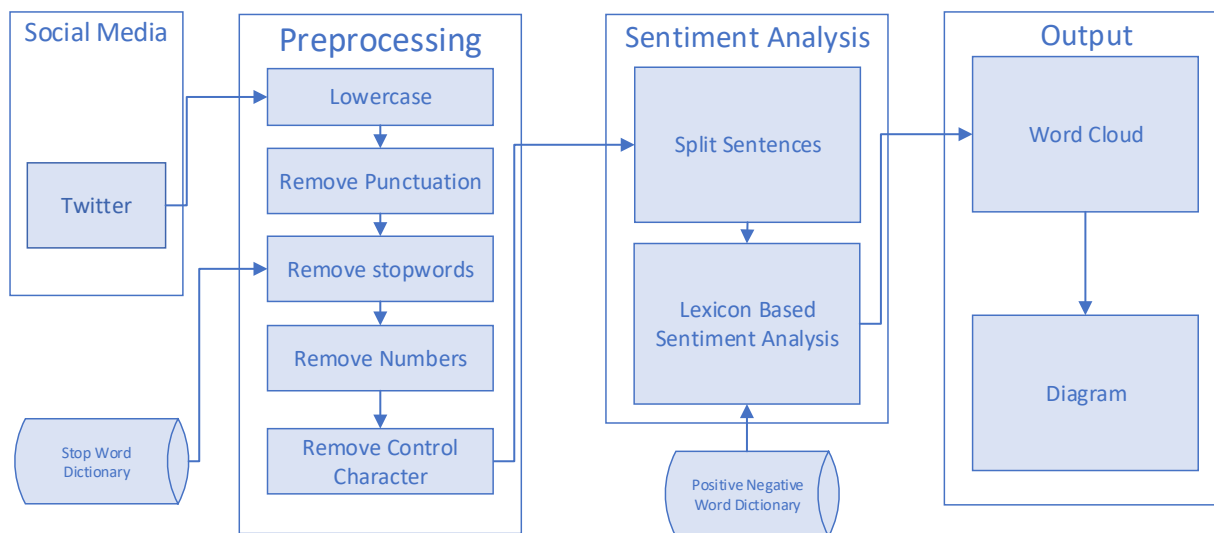 Social Media
Twitter
Stop Word
Dictionary
Preprocessing
Lowercase
Remove Punctuation
Remove stopwords
Remove Numbers
Remove Control
Character
Sentiment Analysis
Split Sentences
Lexicon Based
Sentiment Analysis
Positive Negative
Word Dictionary
Output
Word Cloud
Diagram